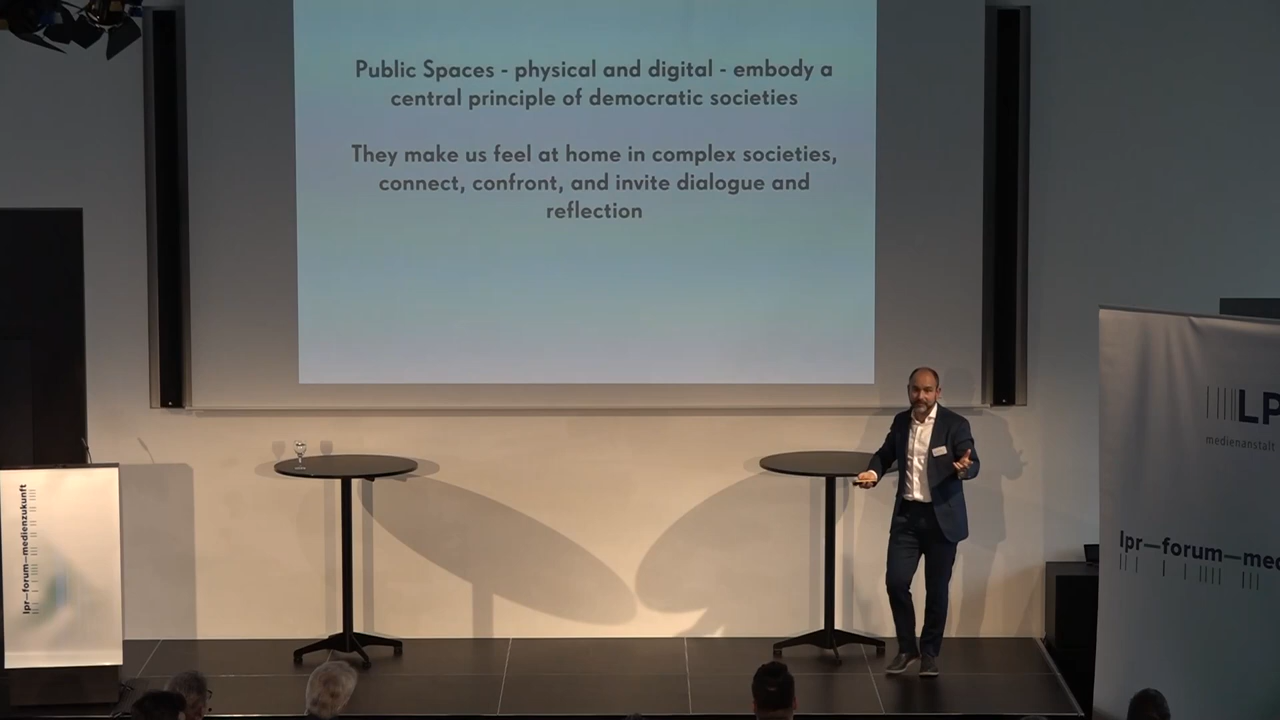 Public Spaces - physical and digital - embody a
central principle of democratic societies
They make us feel at home in complex societies,
connect, confront, and invite dialogue and
reflection
lpr—forum—medienzukunft
LP
medienanstalt
lpr—forum—med